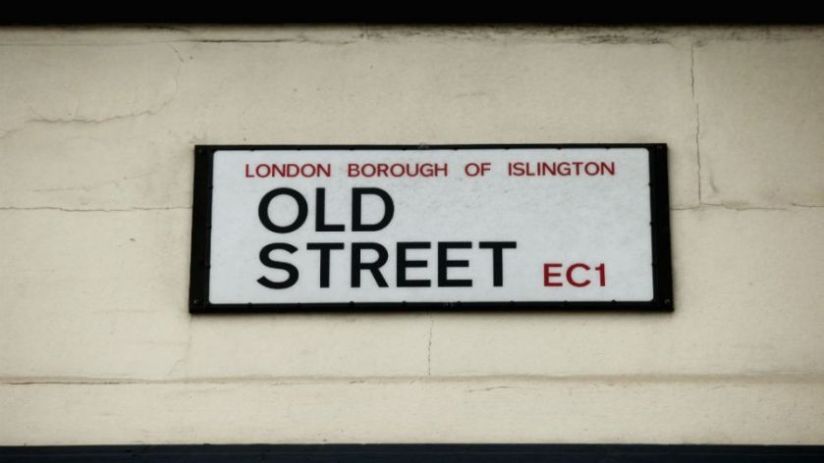 LONDON BOROUGH OF ISLINGTON
OLD
STREET EC1